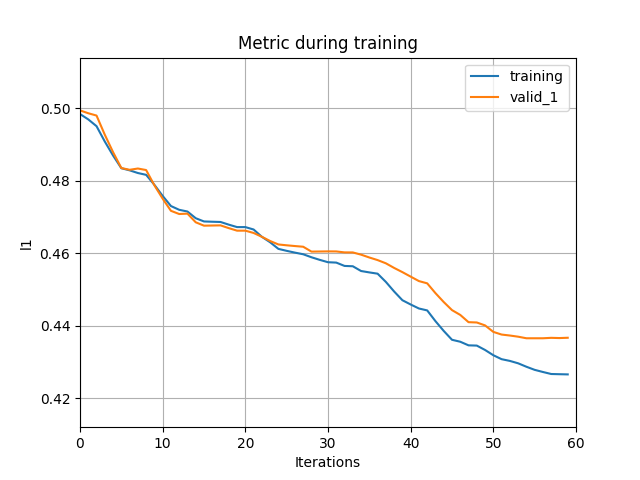 Metric during training
training
valid_1
0.50
0.48
0.46
0.44
0.42
l1
0 10 20 30 40 50 60
Iterations